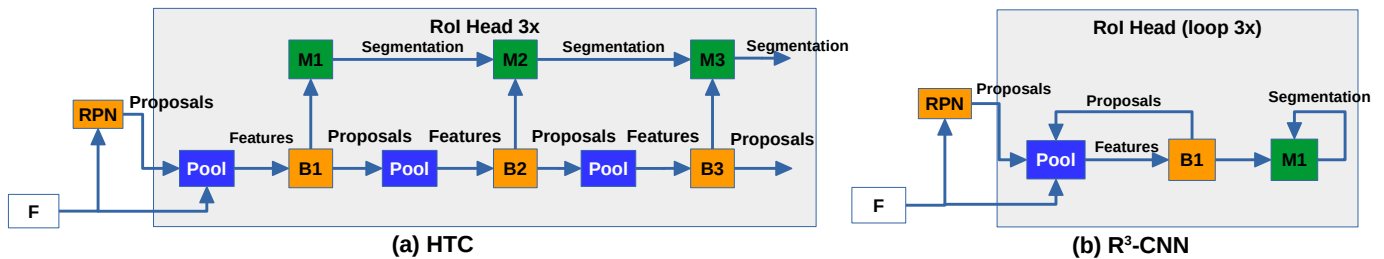 RoI Head 3x
M1
Segmentation
M2
Segmentation
M3
Segmentation
RPN
Proposals
Features
Proposals
Features
Proposals
Features
Proposals
Pool
B1
Pool
B2
Pool
B3
F
(a) HTC
RoI Head (loop 3x)
Proposals
RPN
Proposals
Segmentation
Pool
Features
B1
M1
F
(b) R³-CNN